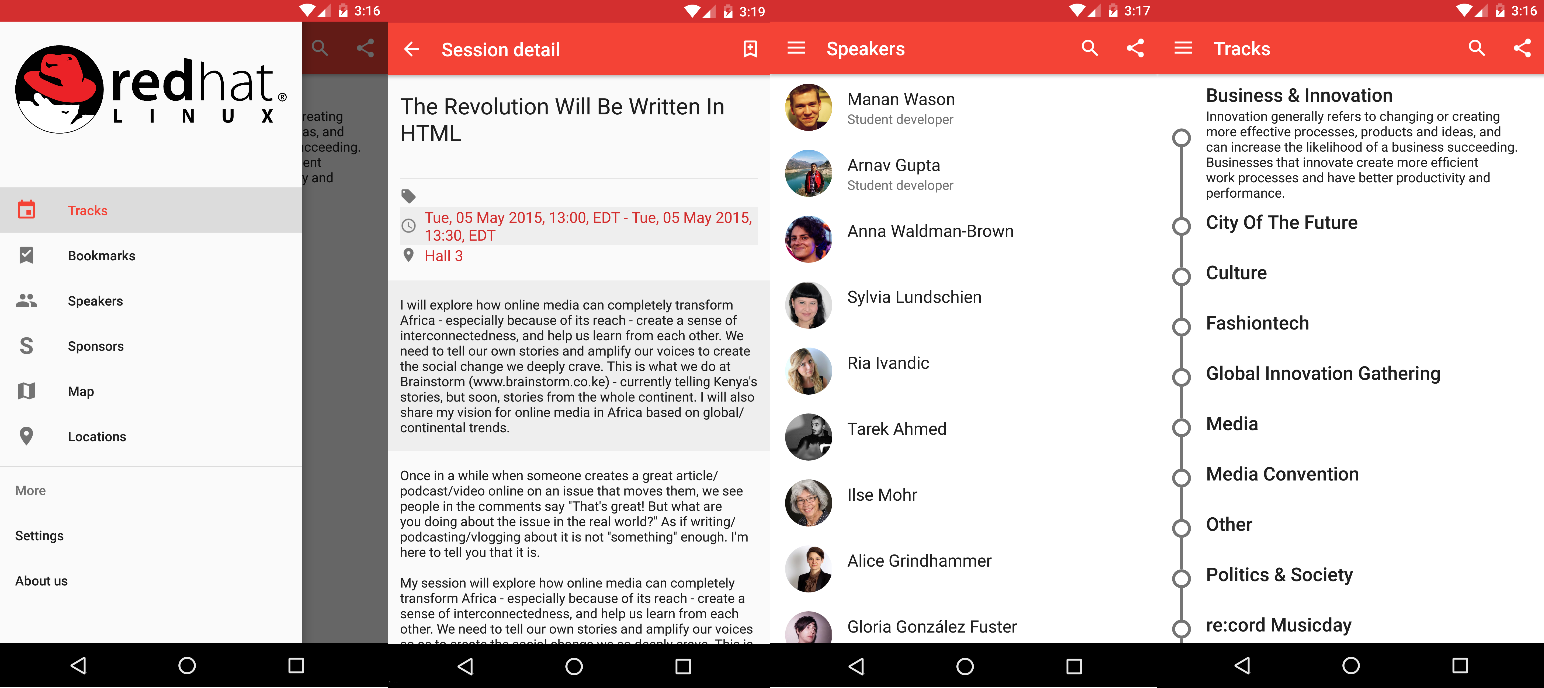 3:16
redhat®
LINUX
Tracks
Bookmarks
Speakers
S
Sponsors
Map
Locations
More
Settings
About us
reating
as, and
ucceeding.
ent
y and
3:19
Session detail
The Revolution Will Be Written In
HTML
Tue, 05 May 2015, 13:00, EDT - Tue, 05 May 2015,
13:30, EDT
Hall 3
I will explore how online media can completely transform
Africa - especially because of its reach - create a sense of
interconnectedness, and help us learn from each other. We
need to tell our own stories and amplify our voices to create
the social change we deeply crave. This is what we do at
Brainstorm (www.brainstorm.co.ke) - currently telling Kenya's
stories, but soon, stories from the whole continent. I will also
share my vision for online media in Africa based on global/
continental trends.
Once in a while when someone creates a great article/
podcast/video online on an issue that moves them, we see
people in the comments say "That's great! But what are
you doing about the issue in the real world?" As if writing/
podcasting/vlogging about it is not "something" enough. I'm
here to tell you that it is.
My session will explore how online media can completely
transform Africa - especially because of its reach - create a
sense of interconnectedness, and help us learn from each
other. We need to tell our own stories and amplify our voices
so as to create the social change we so deeply crave. This is
3:17
Speakers
Manan Wason
Student developer
Arnav Gupta
Student developer
Anna Waldman-Brown
Sylvia Lundschien
Ria Ivandic
Tarek Ahmed
Ilse Mohr
Alice Grindhammer
Gloria González Fuster
3:16
Tracks
Business & Innovation
Innovation generally refers to changing or creating
more effective processes, products and ideas, and
can increase the likelihood of a business succeeding.
Businesses that innovate create more efficient
work processes and have better productivity and
performance.
City Of The Future
Culture
Fashiontech
Global Innovation Gathering
Media
Media Convention
Other
Politics & Society
re:cord Musicday